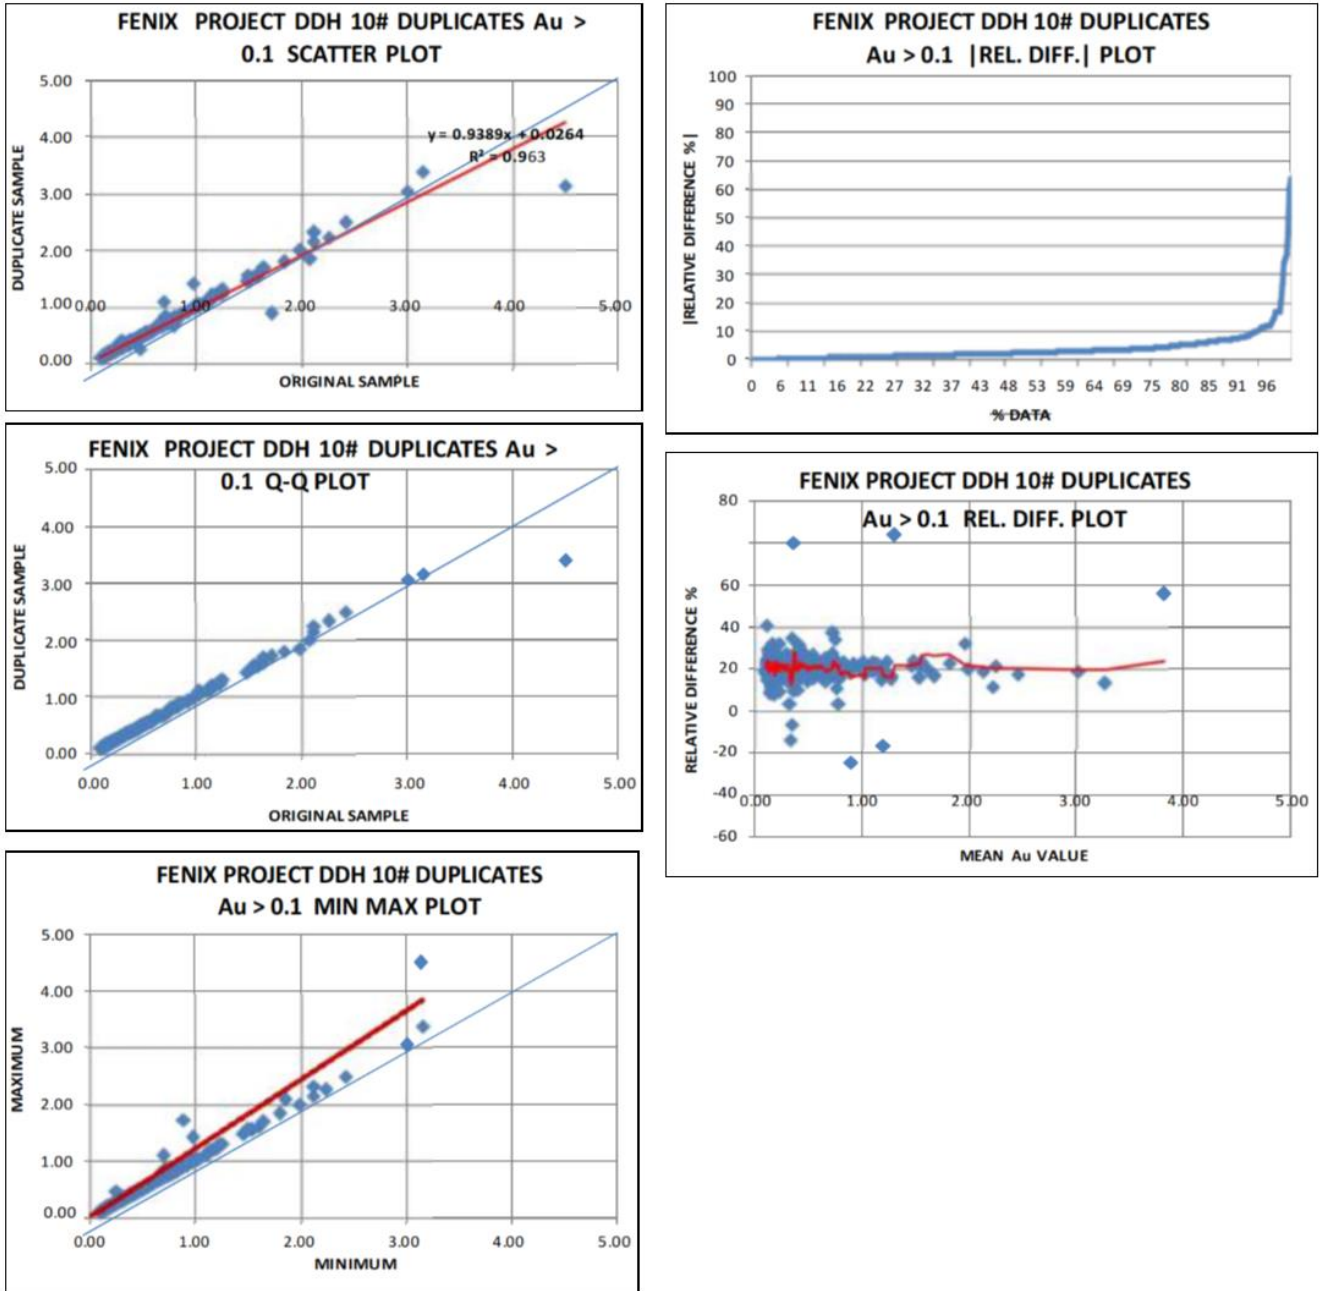 FENIX PROJECT DDH 10# DUPLICATES Au >
0.1 SCATTER PLOT
5.00
4.00
3.00
2.00
1.00
0.00
DUPLICATE SAMPLE
y = 0.9389x + 0.0264
R² = 0.963
0.00 1.00 2.00 3.00 4.00 5.00
ORIGINAL SAMPLE
FENIX PROJECT DDH 10# DUPLICATES
Au > 0.1 |REL. DIFF.| PLOT
100
90
80
70
60
50
40
30
20
10
0
|RELATIVE DIFFERENCE %|
0 6 11 16 22 27 32 37 43 48 53 59 64 69 75 80 85 91 96
% DATA
FENIX PROJECT DDH 10# DUPLICATES Au >
0.1 Q-Q PLOT
5.00
4.00
3.00
2.00
1.00
0.00
DUPLICATE SAMPLE
0.00 1.00 2.00 3.00 4.00 5.00
ORIGINAL SAMPLE
FENIX PROJECT DDH 10# DUPLICATES
Au > 0.1 REL. DIFF. PLOT
80
60
40
20
0
-20
-40
-60
RELATIVE DIFFERENCE %
0.00 1.00 2.00 3.00 4.00 5.00
MEAN Au VALUE
FENIX PROJECT DDH 10# DUPLICATES
Au > 0.1 MIN MAX PLOT
5.00
4.00
3.00
2.00
1.00
0.00
MAXIMUM
0.00 1.00 2.00 3.00 4.00 5.00
MINIMUM